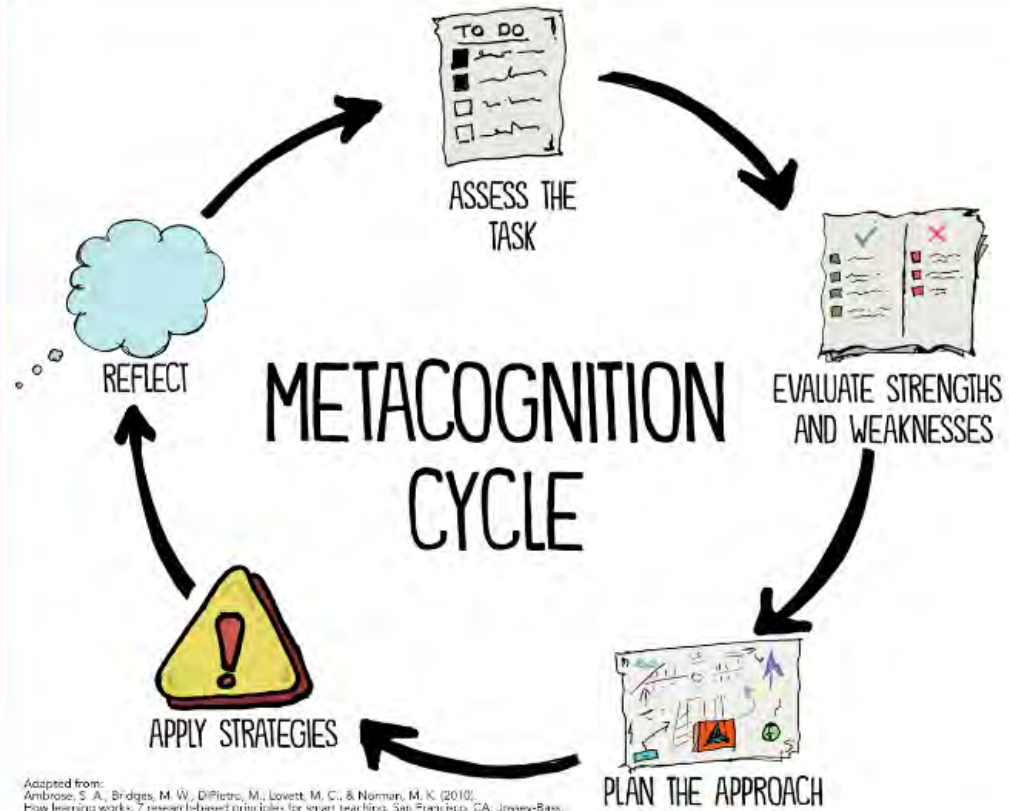 TO DO
ASSESS THE
TASK
EVALUATE STRENGTHS
AND WEAKNESSES
PLAN THE APPROACH
APPLY STRATEGIES
REFLECT
METACOGNITION
CYCLE
Adapted from:
Ambrose, S. A., Bridges, M. W., DiPietro, M., Lovett, M. C., & Norman, M. K. (2010).
How learning works: 7 research-based principles for smart teaching. San Francisco, CA: Jossey-Bass.